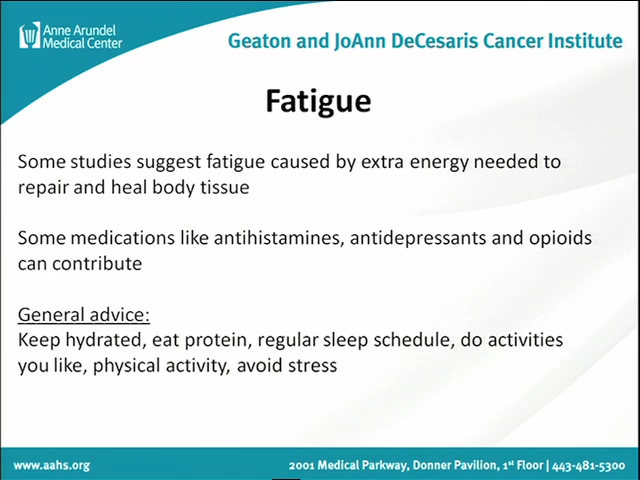 Anne Arundel
Medical Center
Geaton and JoAnn DeCesaris Cancer Institute
Fatigue
Some studies suggest fatigue caused by extra energy needed to
repair and heal body tissue
Some medications like antihistamines, antidepressants and opioids
can contribute
General advice:
Keep hydrated, eat protein, regular sleep schedule, do activities
you like, physical activity, avoid stress
www.aahs.org
2001 Medical Parkway, Donner Pavilion, 1st Floor | 443-481-5300